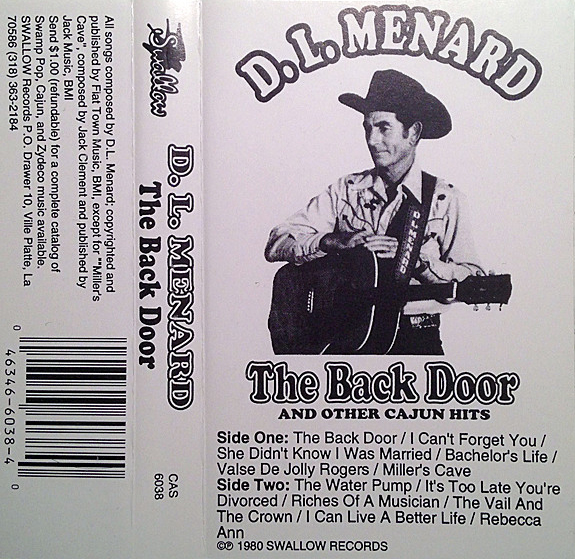 All songs composed by D.L. Menard; copyrighted and
published by Flat Town Music, BMI, except for "Miller's
Cave", composed by Jack Clement and published by
Jack Music, BMI
Send $1.00 (refundable) for a complete catalog of
Swamp Pop, Cajun, and Zydeco music available.
SWALLOW Records P.O. Drawer 10, Ville Platte, La
70586 (318) 363-2184
0 46346-6038-4 0
Swallow
D. L. MENARD
The Back Door
CAS
6038
D. L. MENARD
D L MENARD
The Back Door
AND OTHER CAJUN HITS
Side One: The Back Door / I Can't Forget You /
She Didn't Know I Was Married / Bachelor's Life /
Valse De Jolly Rogers / Miller's Cave
Side Two: The Water Pump / It's Too Late You're
Divorced / Riches Of A Musician / The Vail And
The Crown / I Can Live A Better Life / Rebecca
Ann
©℗ 1980 SWALLOW RECORDS